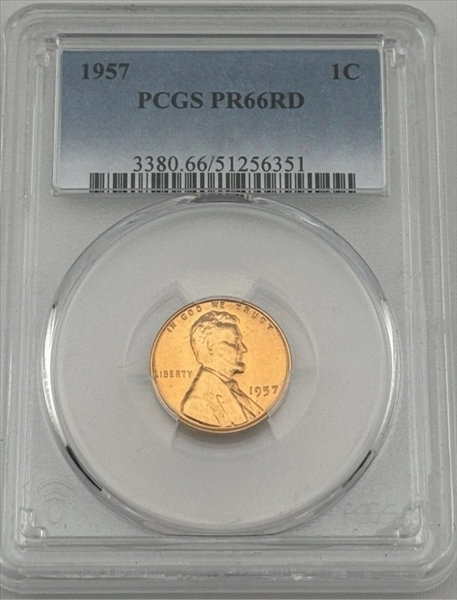 1957 1C
PCGS PR66RD
3380.66/51256351
IN GOD WE TRUST
LIBERTY
1957